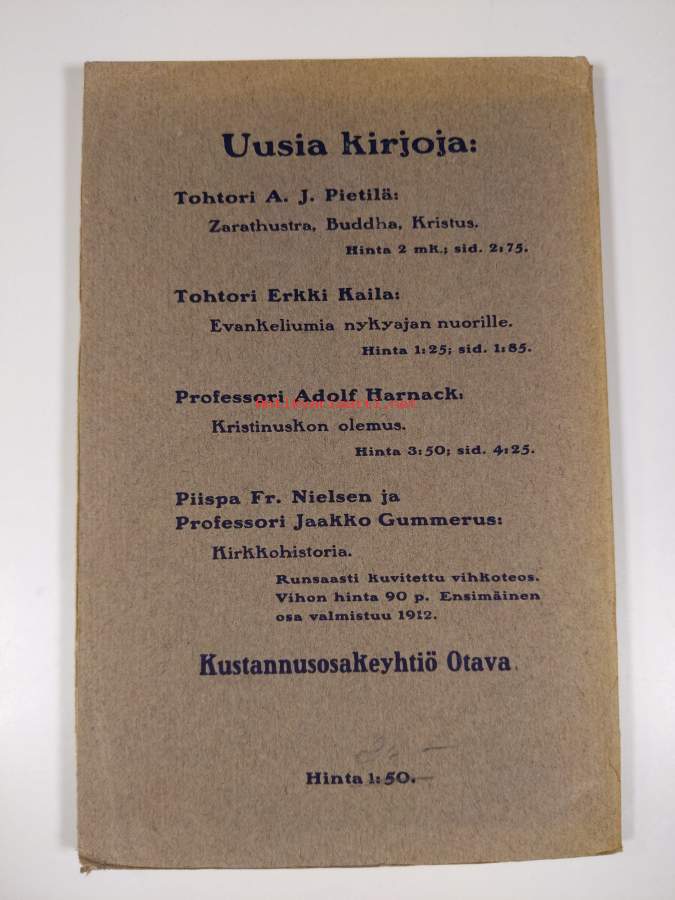 Uusia kirjoja:
Tohtori A. J. Pietilä:
Zarathustra, Buddha, Kristus.
Hinta 2 mk.; sid. 2:75.
Tohtori Erkki Kaila:
Evankeliumia nykyajan nuorille.
Hinta 1:25; sid. 1:85.
Professori Adolf Harnack:
Kristinuskon olemus.
Hinta 3:50; sid. 4:25.
Piispa Fr. Nielsen ja
Professori Jaakko Gummerus:
Kirkkohistoria.
Runsaasti kuvitettu vihkoteos.
Vihon hinta 90 p. Ensimäinen
osa valmistuu 1912.
Kustannusosakeyhtiö Otava.
Hinta 1:50.